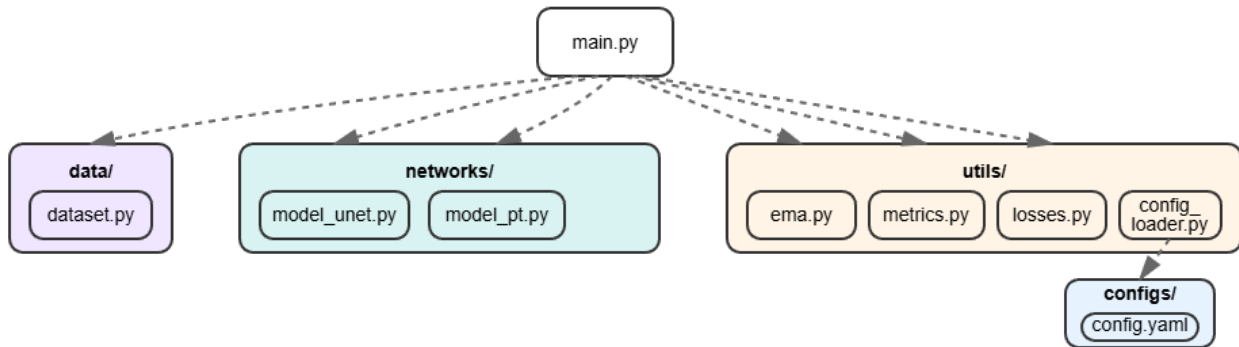 main.py
data/
networks/
utils/
dataset.py
model_unet.py
model_pt.py
ema.py
metrics.py
losses.py
config_
loader.py
configs/
config.yaml